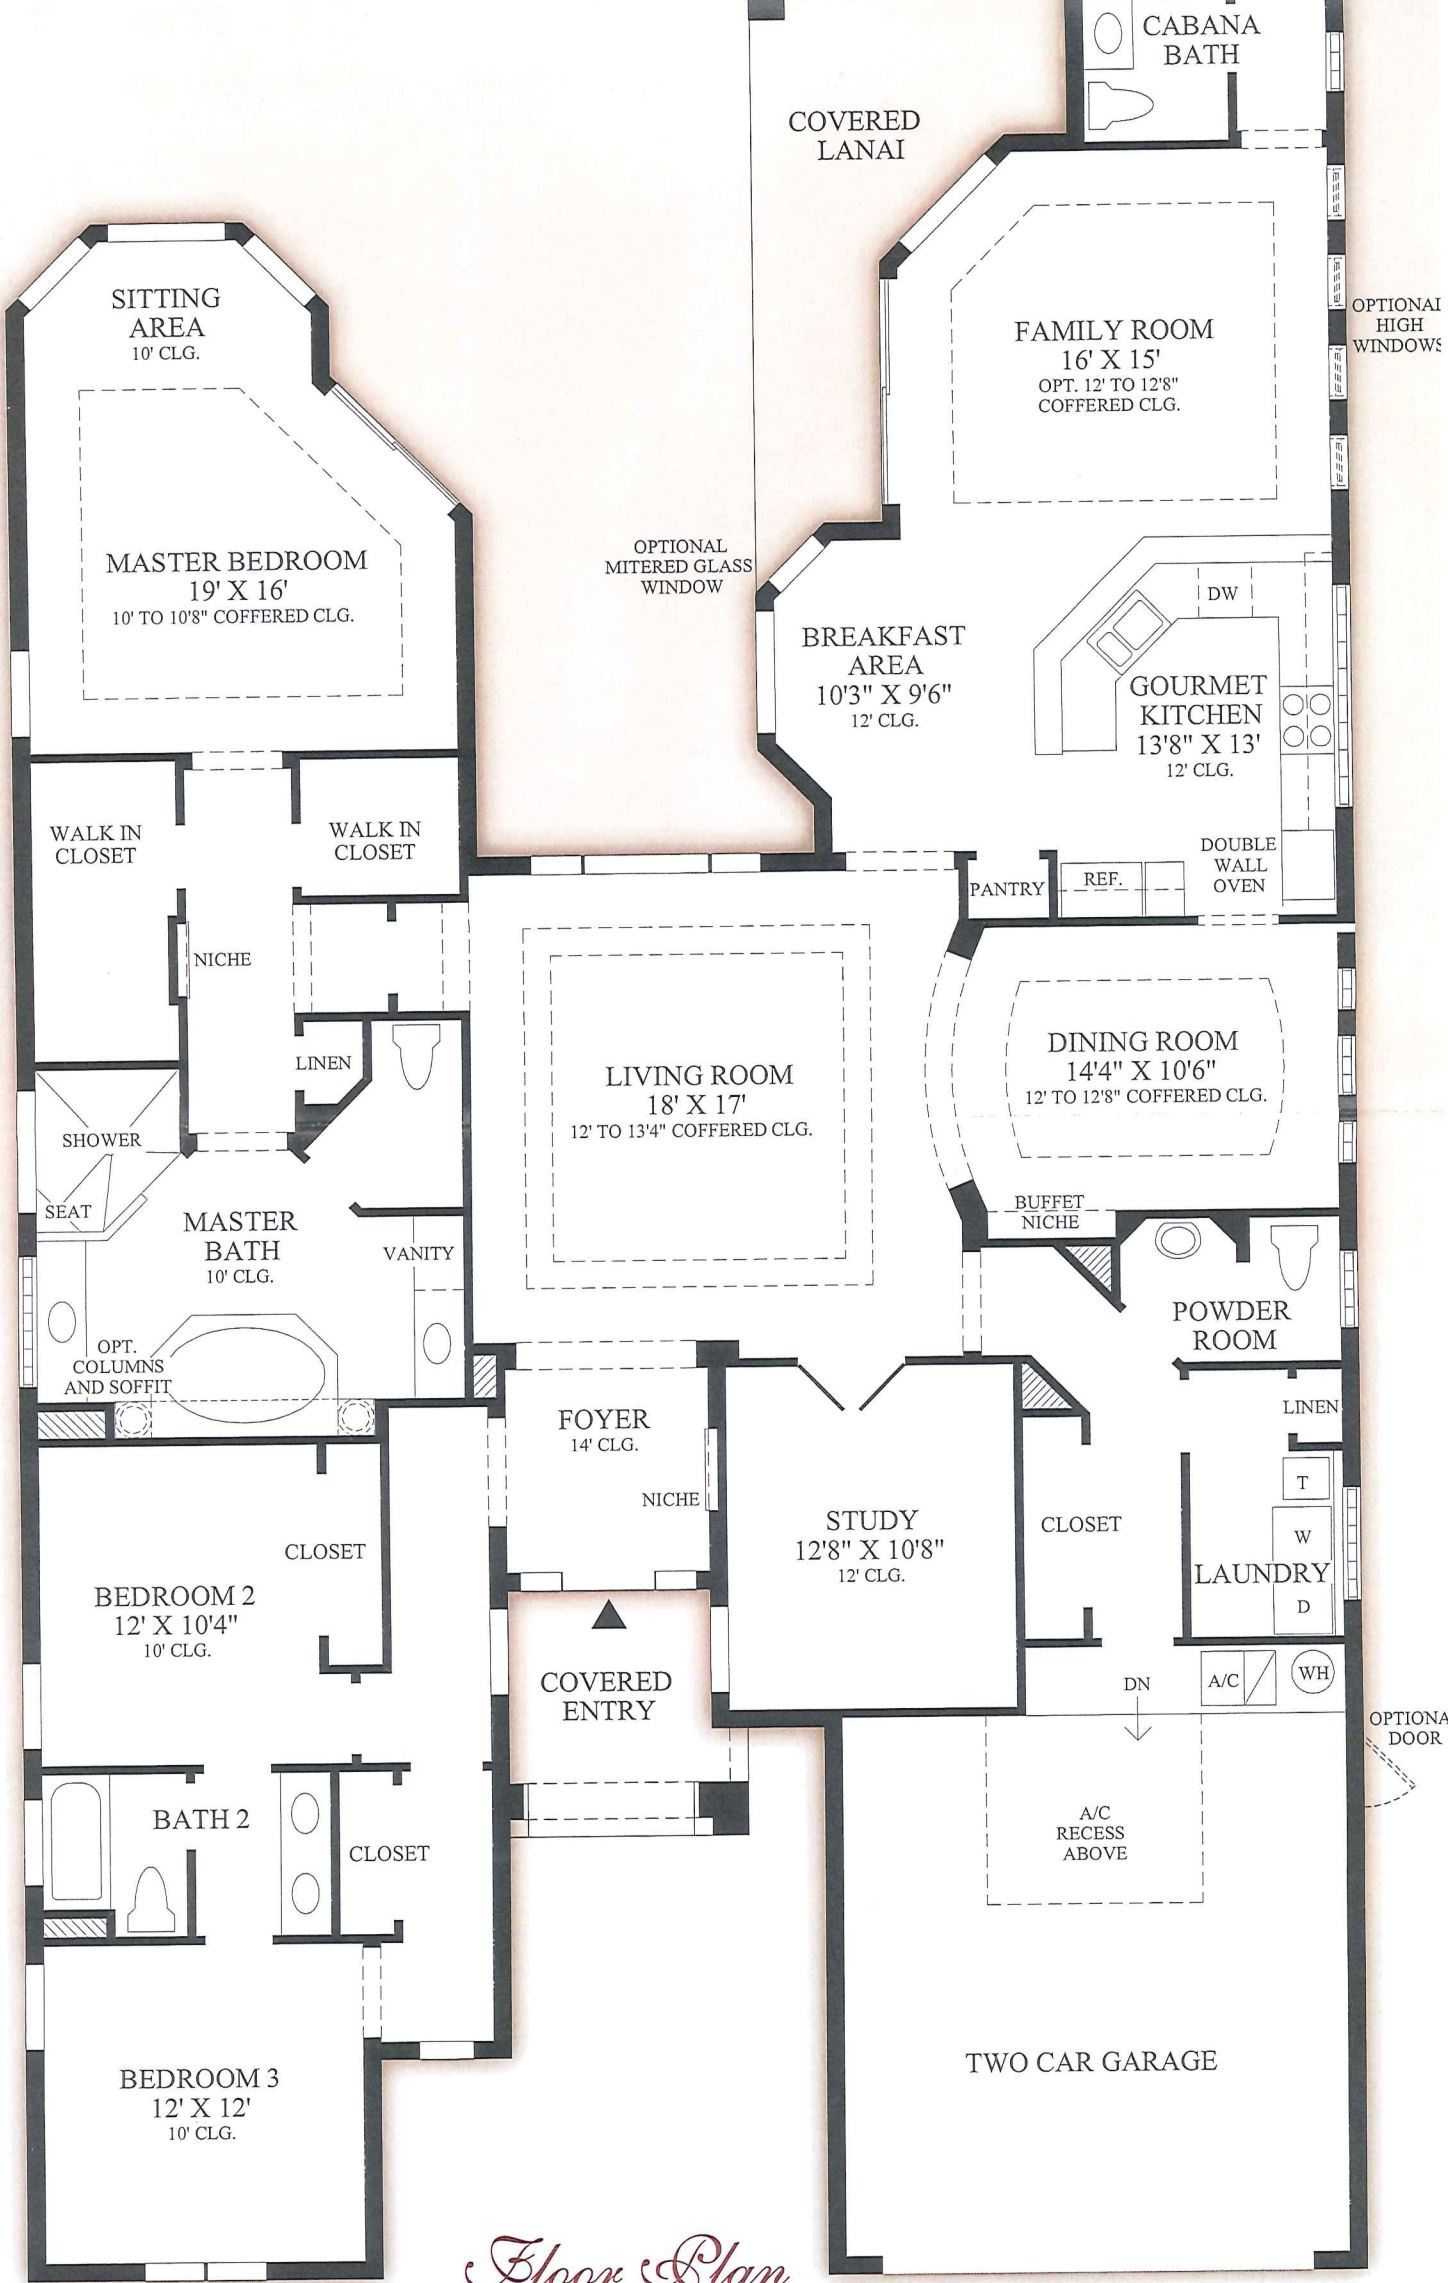 CABANA
BATH
COVERED
LANAI
SITTING
AREA
10' CLG.
FAMILY ROOM
16' X 15'
OPT. 12' TO 12'8"
COFFERED CLG.
OPTIONAL
HIGH
WINDOWS
MASTER BEDROOM
19' X 16'
10' TO 10'8" COFFERED CLG.
OPTIONAL
MITERED GLASS
WINDOW
DW
BREAKFAST
AREA
10'3" X 9'6"
12' CLG.
GOURMET
KITCHEN
13'8" X 13'
12' CLG.
WALK IN
CLOSET
WALK IN
CLOSET
DOUBLE
WALL
OVEN
PANTRY
REF.
NICHE
LINEN
LIVING ROOM
18' X 17'
12' TO 13'4" COFFERED CLG.
DINING ROOM
14'4" X 10'6"
12' TO 12'8" COFFERED CLG.
SHOWER
SEAT
MASTER
BATH
10' CLG.
VANITY
BUFFET
NICHE
OPT.
COLUMNS
AND SOFFIT
POWDER
ROOM
FOYER
14' CLG.
NICHE
LINEN
CLOSET
BEDROOM 2
12' X 10'4"
10' CLG.
STUDY
12'8" X 10'8"
12' CLG.
CLOSET
T
W
LAUNDRY
D
COVERED
ENTRY
DN
A/C
WH
OPTIONA
DOOR
BATH 2
CLOSET
A/C
RECESS
ABOVE
BEDROOM 3
12' X 12'
10' CLG.
TWO CAR GARAGE
Floor Plan